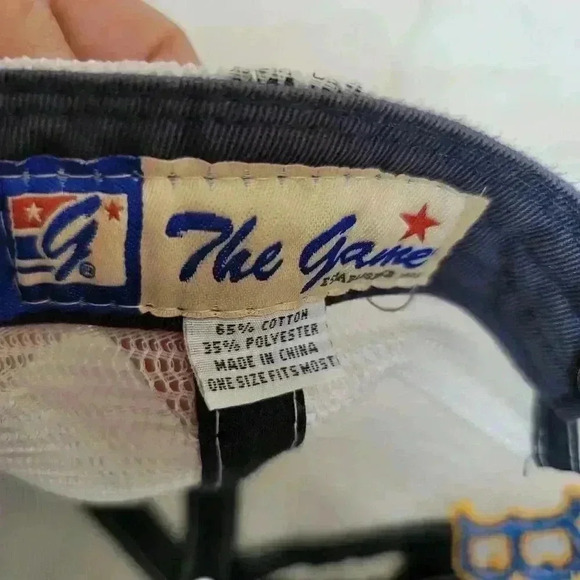 G®
The Game
65% COTTON
35% POLYESTER
MADE IN CHINA
ONE SIZE FITS MOST